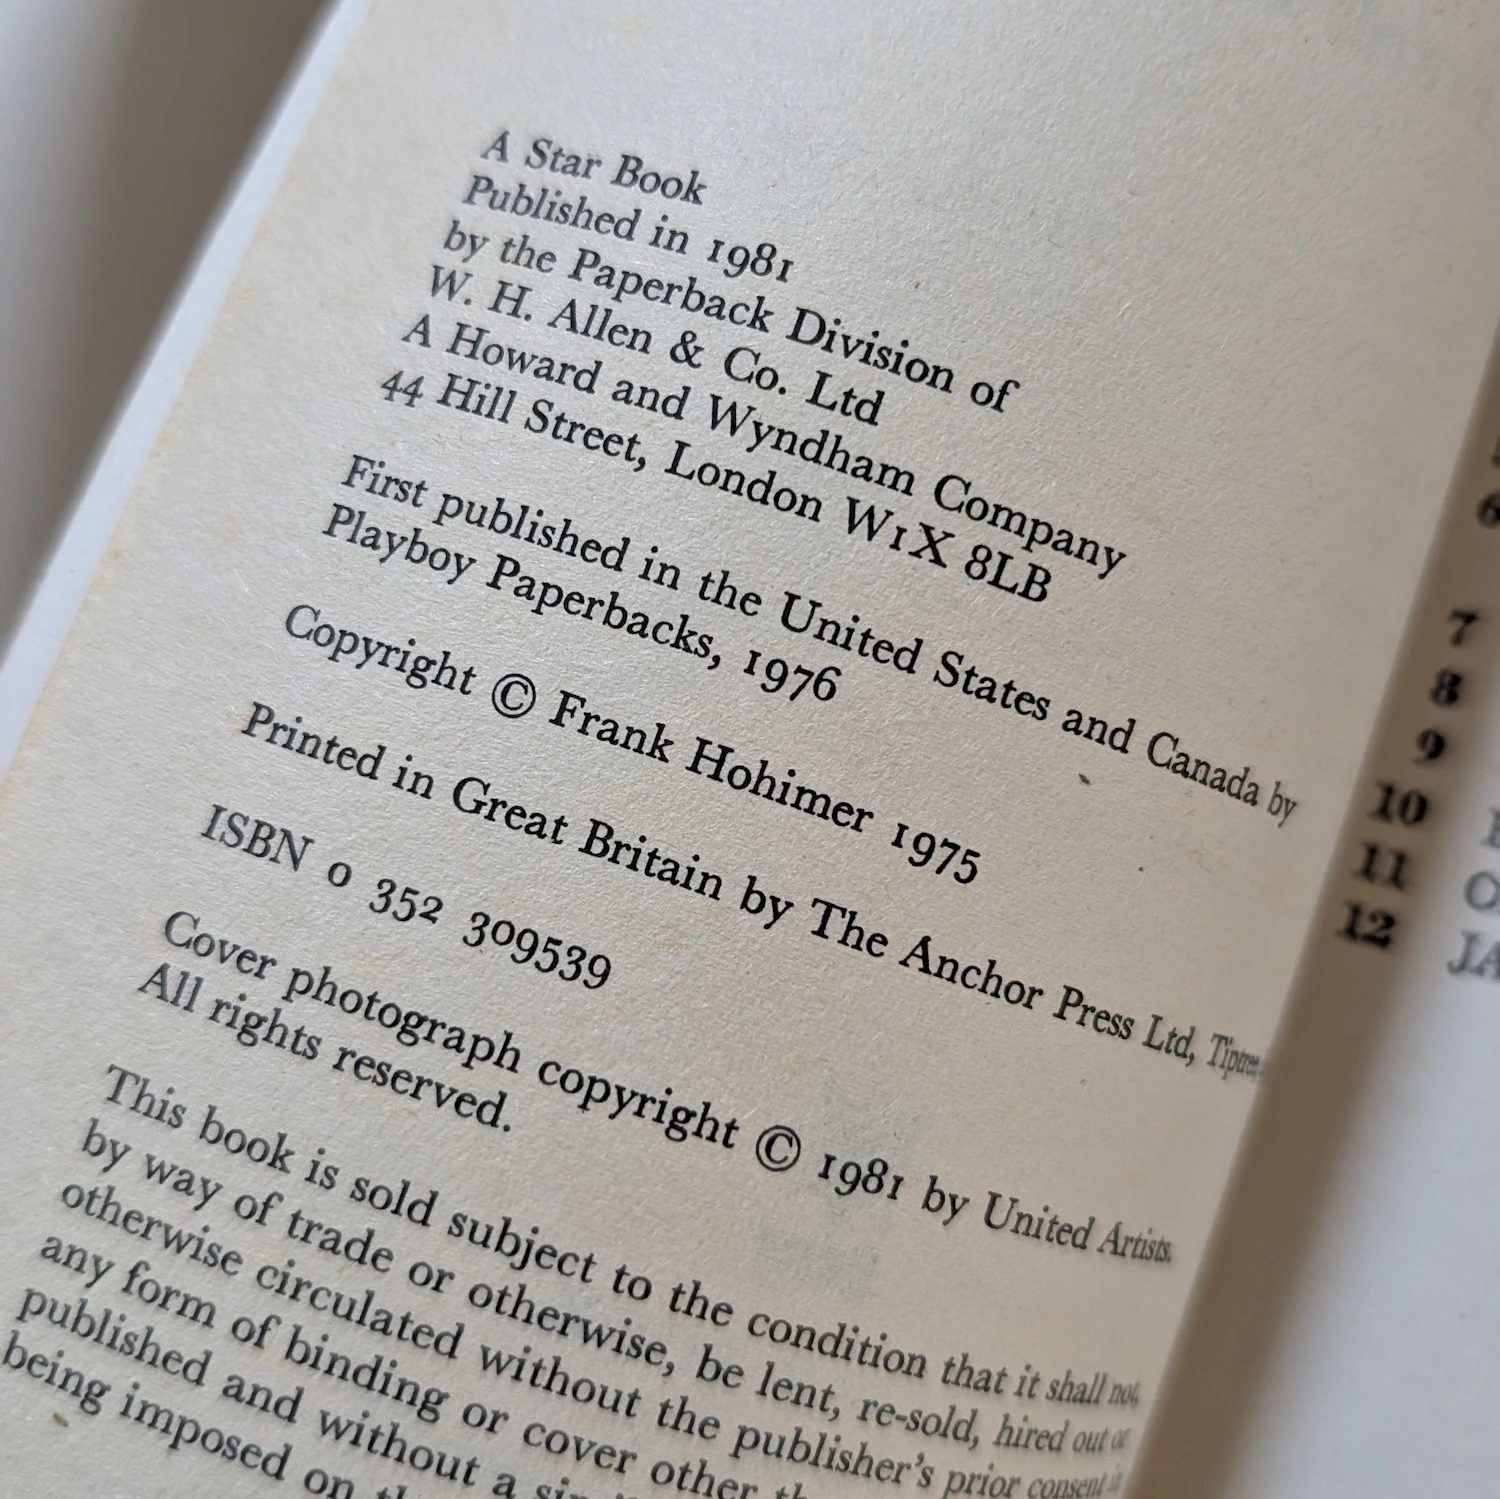 A Star Book
Published in 1981
by the Paperback Division of
W. H. Allen & Co. Ltd
A Howard and Wyndham Company
44 Hill Street, London W1X 8LB
First published in the United States and Canada by
Playboy Paperbacks, 1976
Copyright © Frank Hohimer 1975
Printed in Great Britain by The Anchor Press Ltd, Tiptree
ISBN 0 352 309539
Cover photograph copyright © 1981 by United Artists.
All rights reserved.
This book is sold subject to the condition that it shall not,
by way of trade or otherwise, be lent, re-sold, hired out or
otherwise circulated without the publisher's prior consent in
any form of binding or cover other
published and without a
being imposed on
6
7
8
9
10
11
12